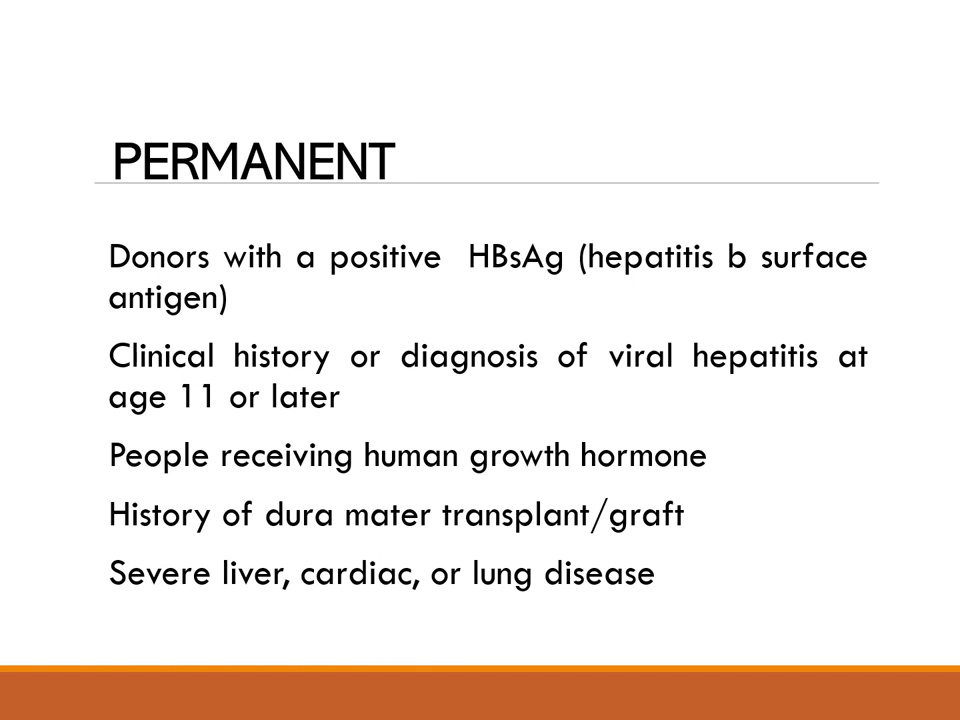 PERMANENT
Donors with a positive HBsAg (hepatitis b surface
antigen)
Clinical history or diagnosis of viral hepatitis at
age 11 or later
People receiving human growth hormone
History of dura mater transplant/graft
Severe liver, cardiac, or lung disease